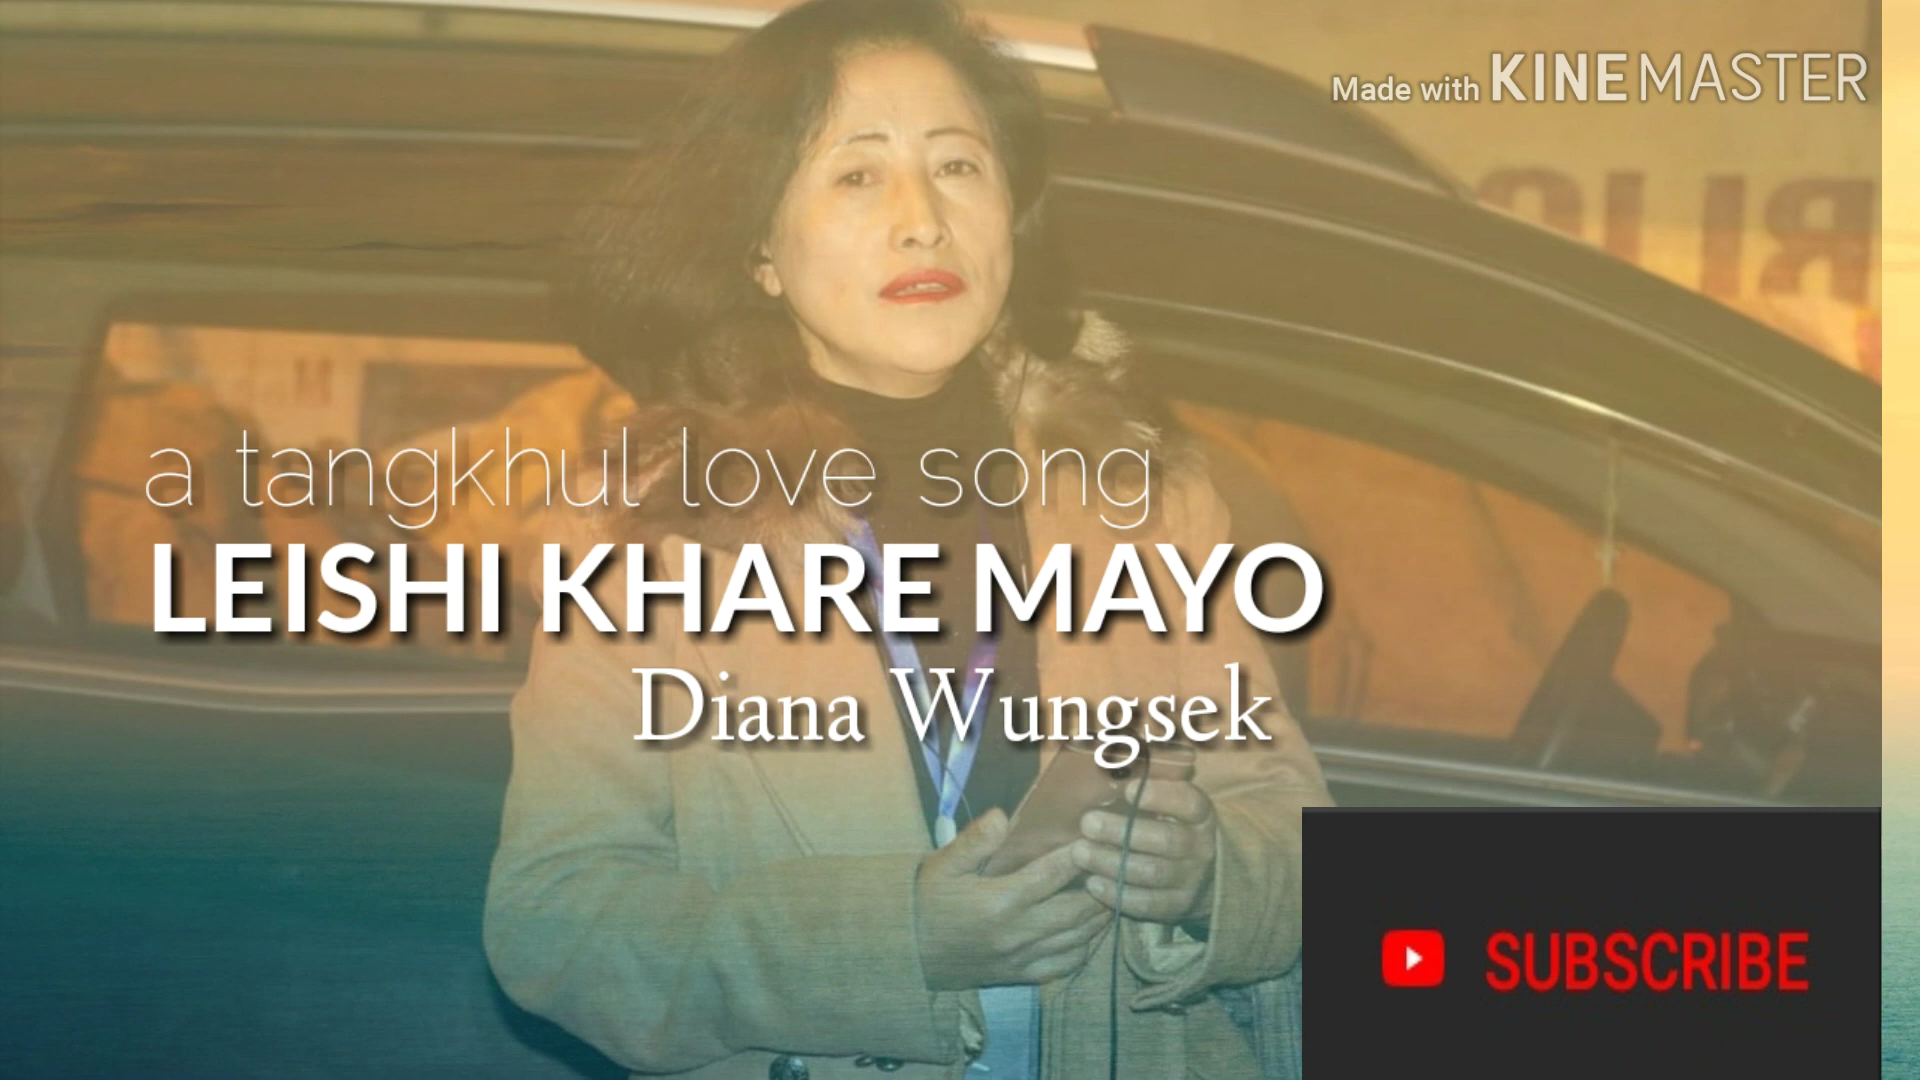 Made with KINEMASTER
a tangkhul love song
LEISHI KHARE MAYO
Diana Wungsek
SUBSCRIBE